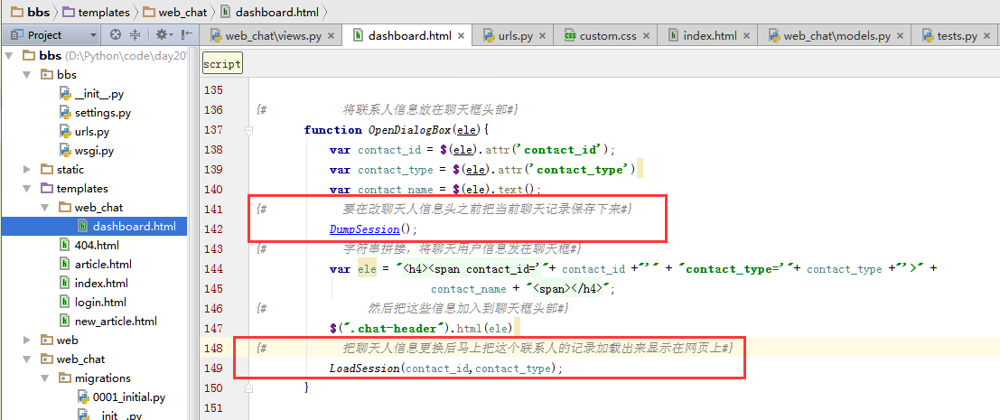 bbs templates web_chat dashboard.html
Project web_chat\views.py dashboard.html urls.py custom.css index.html web_chat\models.py tests.py
bbs (D:\Python\code\day20\
bbs
__init__.py
settings.py
urls.py
wsgi.py
static
templates
web_chat
dashboard.html
404.html
article.html
index.html
login.html
new_article.html
web
web_chat
migrations
0001_initial.py
__init__.py
script
135
136 {# 将联系人信息放在聊天框头部#}
137 function OpenDialogBox(ele){
138 var contact_id = $(ele).attr('contact_id');
139 var contact_type = $(ele).attr('contact_type')
140 var contact_name = $(ele).text();
141 {# 要在改聊天人信息头之前把当前聊天记录保存下来#}
142 DumpSession();
143 {# 字符串拼接，将聊天用户信息发在聊天框#}
144 var ele = "<h4><span contact_id='"+ contact_id +"'" + "contact_type='"+ contact_type +"'>" +
145 contact_name + "<span></h4>";
146 {# 然后把这些信息加入到聊天框头部#}
147 $(".chat-header").html(ele)
148 {# 把聊天人信息更换后马上把这个联系人的记录加载出来显示在网页上#}
149 LoadSession(contact_id,contact_type);
150 }
151